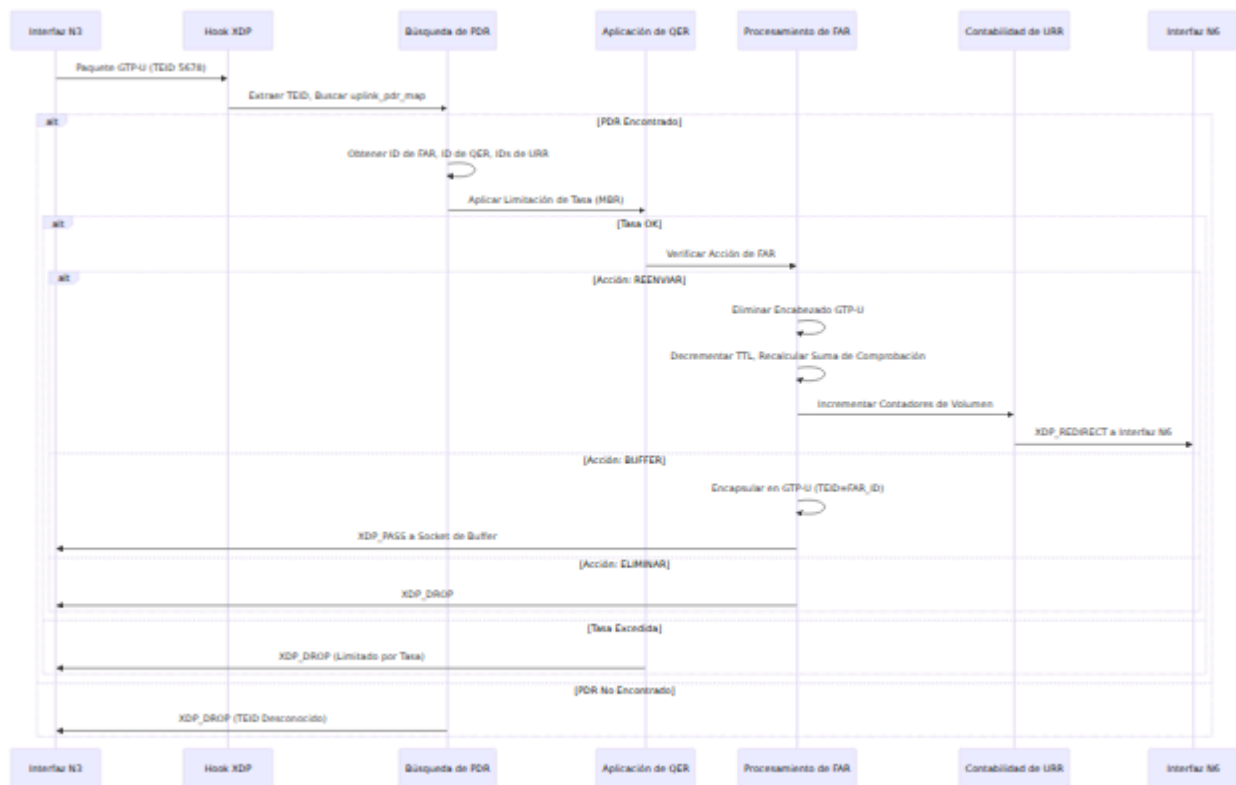 Interfaz N3
Hook XDP
Búsqueda de PDR
Aplicación de QER
Procesamiento de FAR
Contabilidad de URR
Interfaz N6
Paquete GTP-U (TEID 5678)
Extraer TEID, Buscar uplink_pdr_map
alt
[PDR Encontrado]
Obtener ID de FAR, ID de QER, IDs de URR
Aplicar Limitación de Tasa (MBR)
alt
[Tasa OK]
Verificar Acción de FAR
alt
[Acción: REENVIAR]
Eliminar Encabezado GTP-U
Decrementar TTL, Recalcular Suma de Comprobación
Incrementar Contadores de Volumen
XDP_REDIRECT a Interfaz N6
[Acción: BUFFER]
Encapsular en GTP-U (TEID=FAR_ID)
XDP_PASS a Socket de Buffer
[Acción: ELIMINAR]
XDP_DROP
[Tasa Excedida]
XDP_DROP (Limitado por Tasa)
[PDR No Encontrado]
XDP_DROP (TEID Desconocido)
Interfaz N3
Hook XDP
Búsqueda de PDR
Aplicación de QER
Procesamiento de FAR
Contabilidad de URR
Interfaz N6